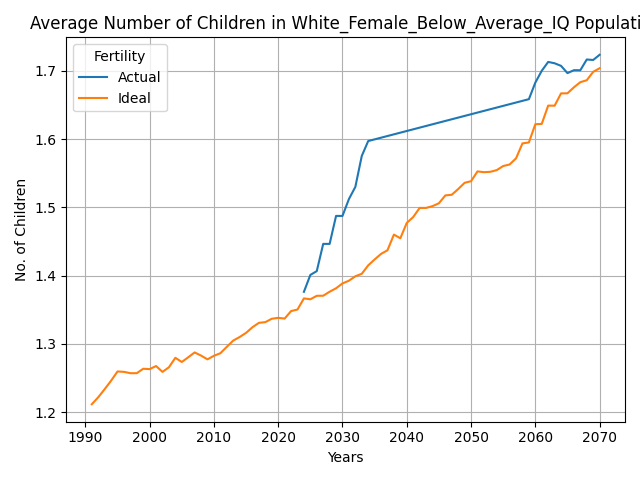 Average Number of Children in White_Female_Below_Average_IQ Populati
Fertility
Actual
Ideal
1.7
1.6
1.5
1.4
1.3
1.2
No. of Children
1990 2000 2010 2020 2030 2040 2050 2060 2070
Years